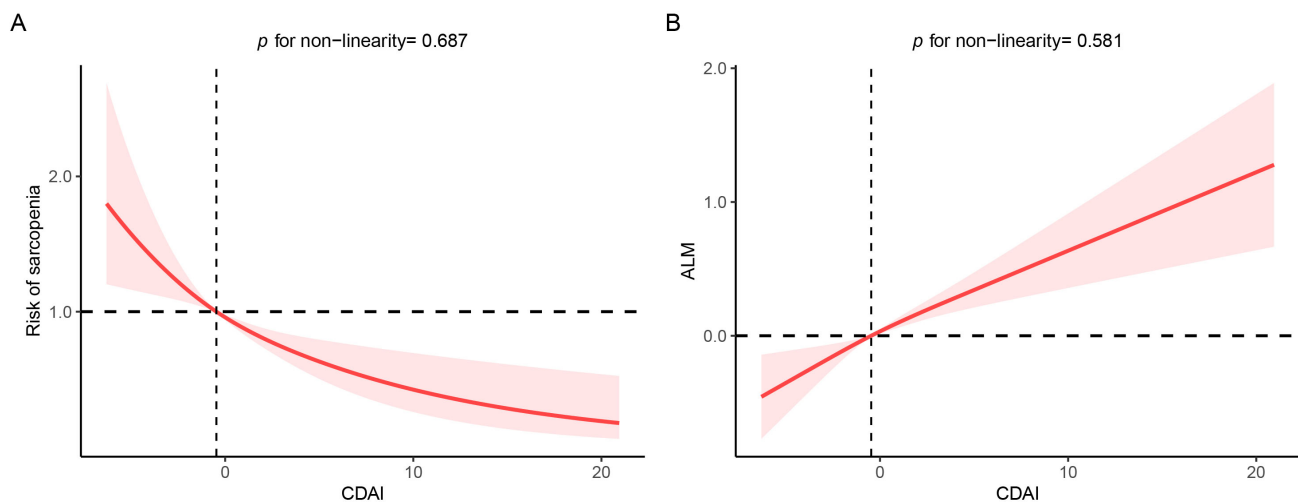 A
p for non−linearity= 0.687
Risk of sarcopenia
2.0
1.0
0
10
20
CDAI
B
p for non−linearity= 0.581
ALM
2.0
1.0
0.0
0
10
20
CDAI